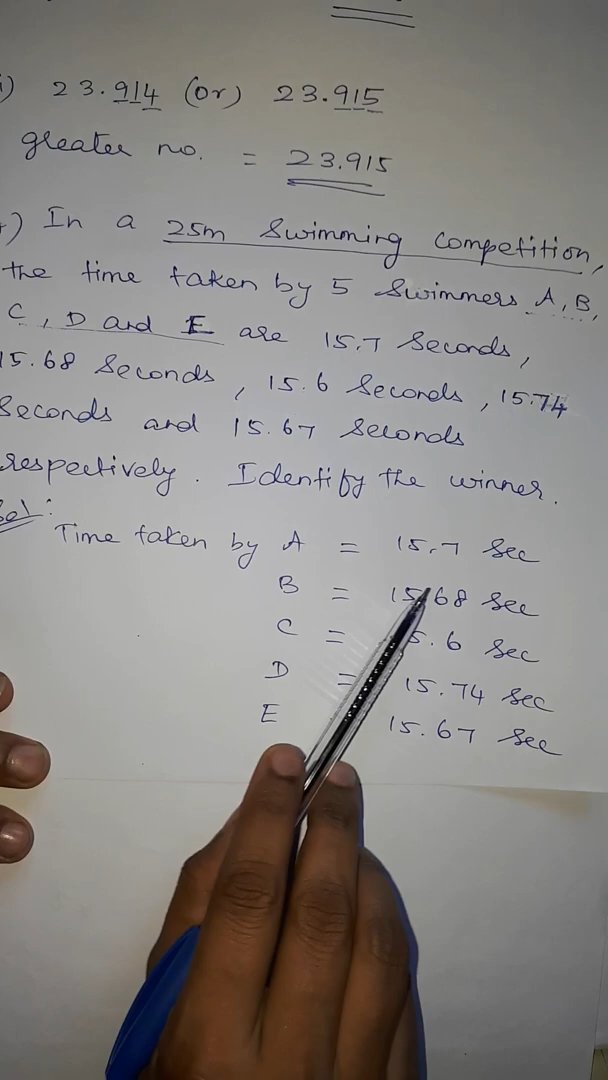 i) 23.914 (or) 23.915
greater no. = 23.915
) In a 25m Swimming Competition,
the time taken by 5 Swimmers A, B,
C, D and E are 15.7 Seconds,
15.68 Seconds, 15.6 Seconds, 15.74
Seconds and 15.67 Seconds
respectively. Identify the winner.
Sol:
Time taken by A = 15.7 Sec
B = 15.68 Sec
C = 5.6 Sec
D = 15.74 Sec
E 15.67 Sec